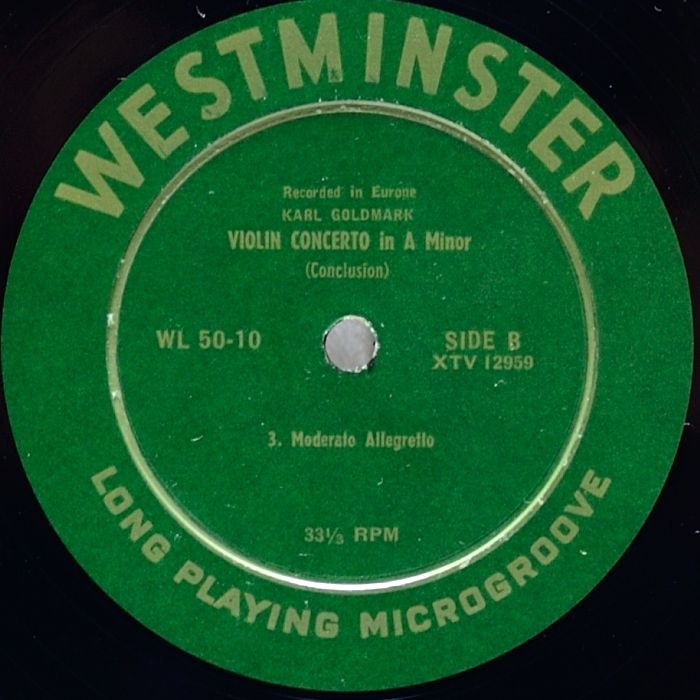 WESTMINSTER
Recorded in Europe
KARL GOLDMARK
VIOLIN CONCERTO in A Minor
(Conclusion)
WL 50-10
SIDE B
XTV 12959
3. Moderato Allegretto
33⅓ RPM
LONG PLAYING MICROGROOVE